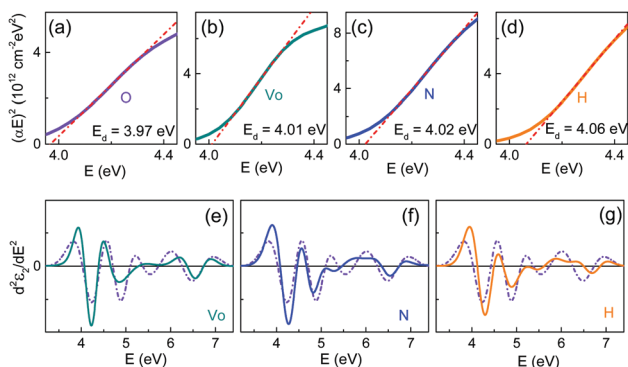 (a) (b) (c) (d)
(αE)² (10¹² cm⁻²eV²)
4
0
O
E_d = 3.97 eV
4.0 4.4
E (eV)
4
0
Vo
E_d = 4.01 eV
4.0 4.4
E (eV)
8
4
0
N
E_d = 4.02 eV
4.0 4.4
E (eV)
4
0
H
E_d = 4.06 eV
4.0 4.4
E (eV)
(e) (f) (g)
d²ε₂/dE²
0
Vo
4 5 6 7
E (eV)
N
4 5 6 7
E (eV)
H
4 5 6 7
E (eV)